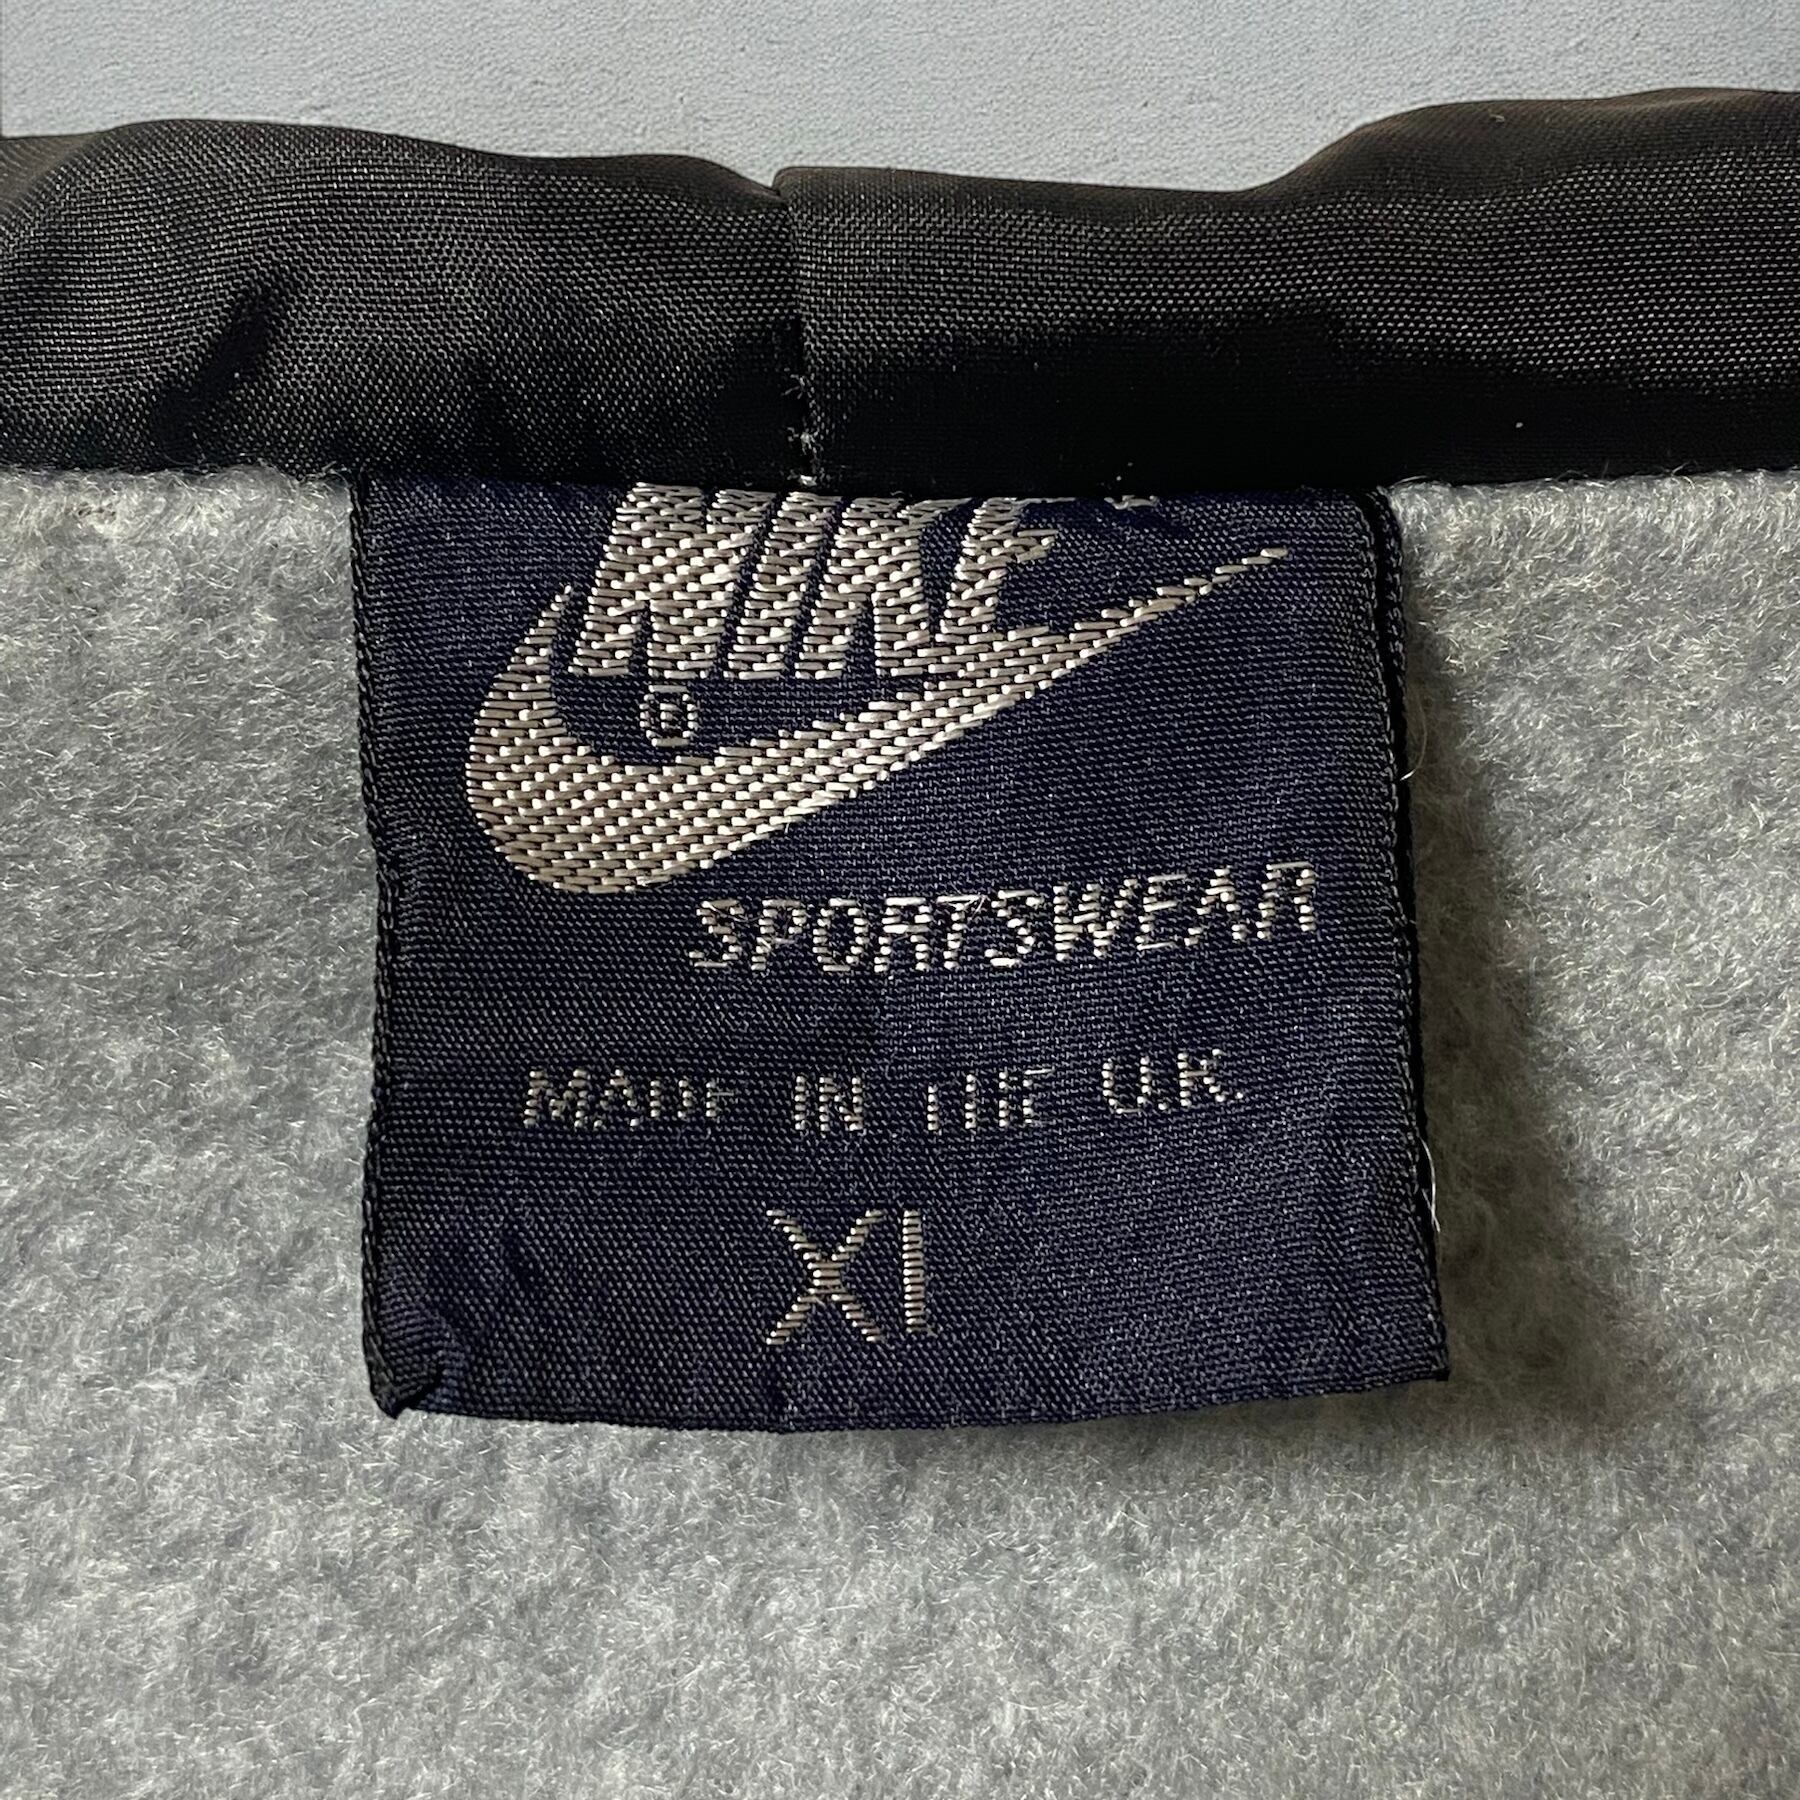 NIKE
®
SPORTSWEAR
MADE IN THE U.K.
XL